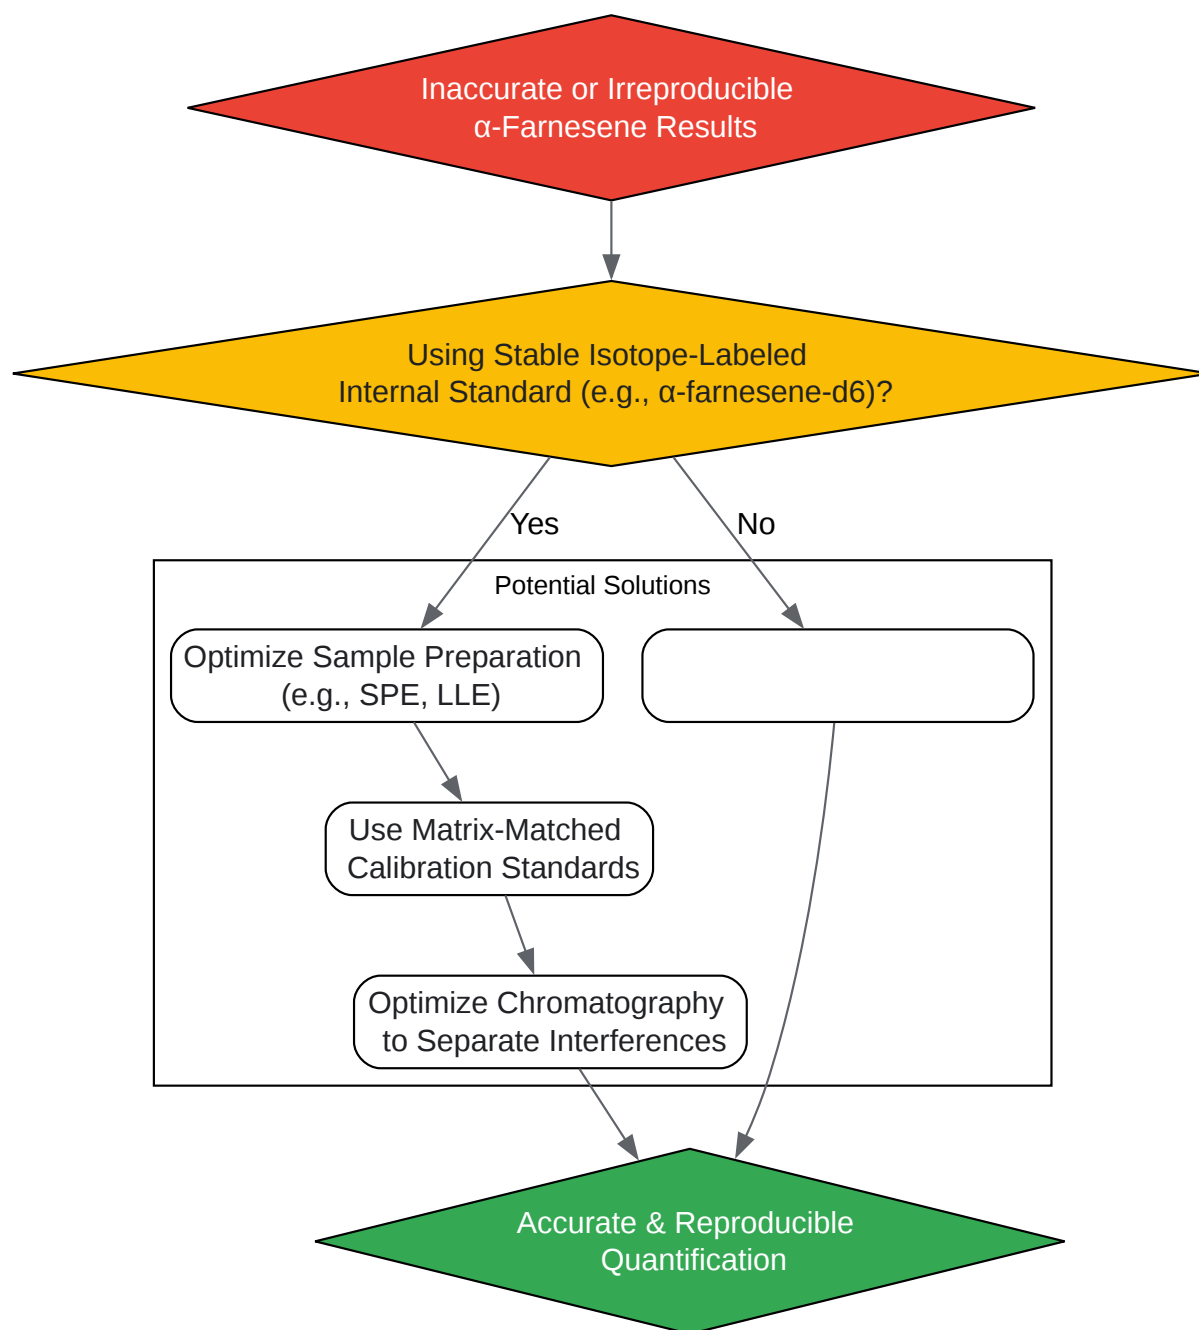 Inaccurate or Irreproducible
α-Farnesene Results
Using Stable Isotope-Labeled
Internal Standard (e.g., α-farnesene-d6)?
Yes
No
Potential Solutions
Optimize Sample Preparation
(e.g., SPE, LLE)
Use Matrix-Matched
Calibration Standards
Optimize Chromatography
to Separate Interferences
Accurate & Reproducible
Quantification